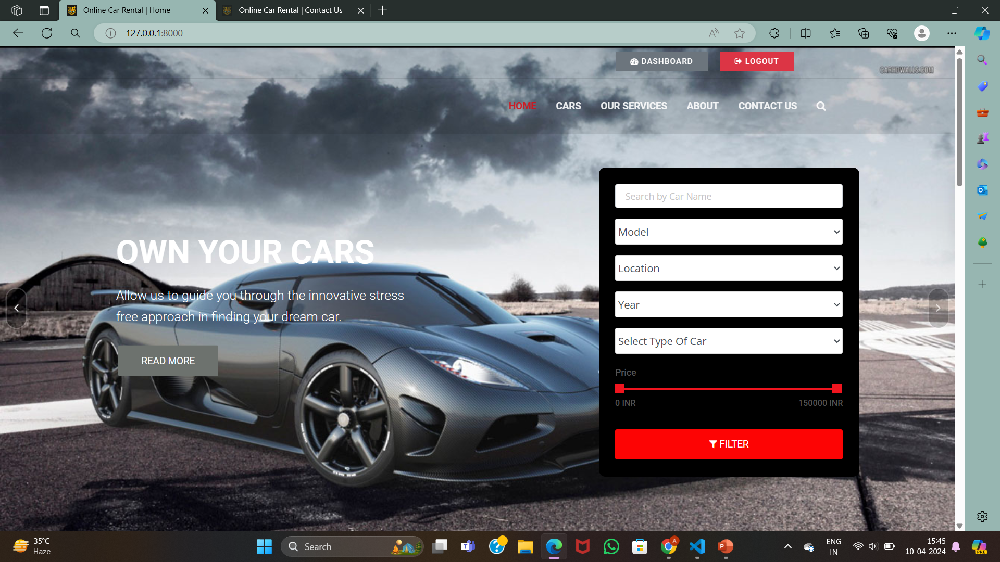 Online Car Rental | Home
Online Car Rental | Contact Us
127.0.0.1:8000
DASHBOARD
LOGOUT
CARHDWALLS.COM
HOME
CARS
OUR SERVICES
ABOUT
CONTACT US
Search by Car Name
Model
Location
Year
Select Type Of Car
Price
0 INR
150000 INR
FILTER
OWN YOUR CARS
Allow us to guide you through the innovative stress
free approach in finding your dream car.
READ MORE
35°C
Haze
Search
ENG
IN
15:45
10-04-2024
PRE